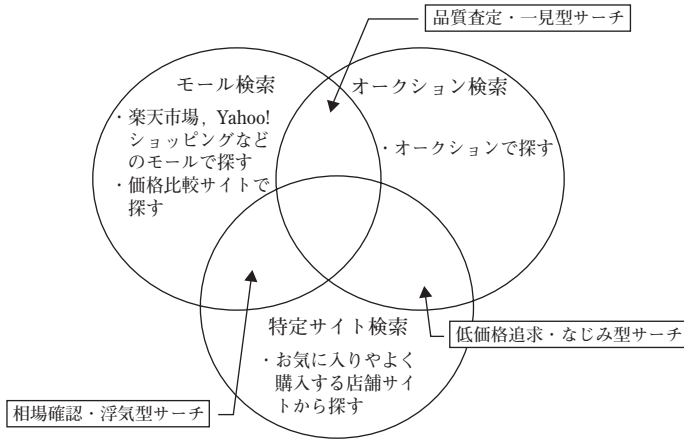 品質査定・一見型サーチ
モール検索
・楽天市場，Yahoo!
ショッピングなど
のモールで探す
・価格比較サイトで
探す
オークション検索
・オークションで探す
特定サイト検索
・お気に入りやよく
購入する店舗サイ
トから探す
低価格追求・なじみ型サーチ
相場確認・浮気型サーチ